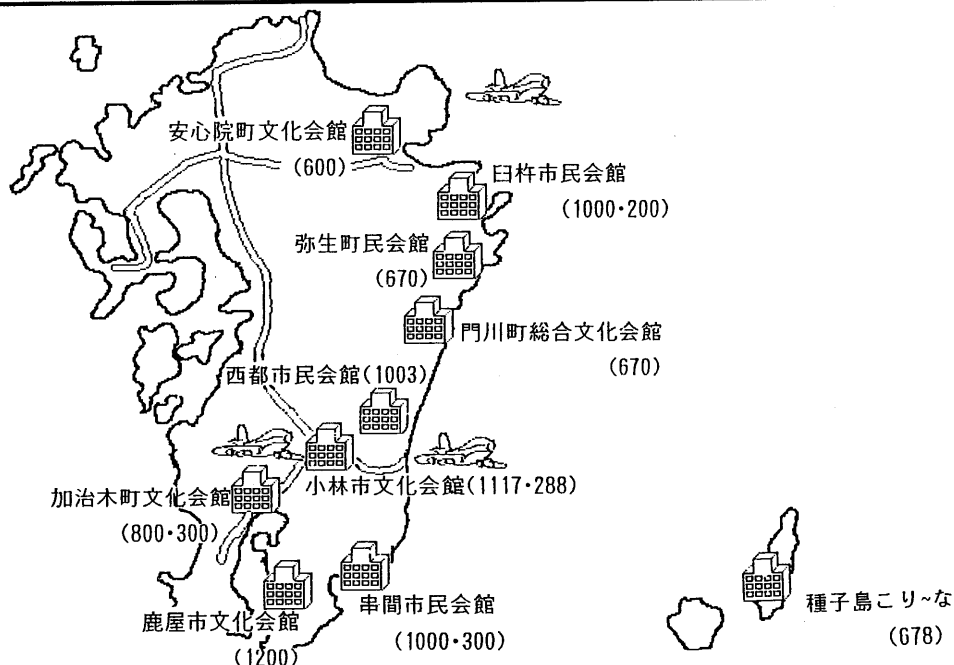 安心院町文化会館
(600)
臼杵市民会館
(1000・200)
弥生町民会館
(670)
門川町総合文化会館
(670)
西都市民会館(1003)
小林市文化会館(1117・288)
加治木町文化会館
(800・300)
鹿屋市文化会館
(1200)
串間市民会館
(1000・300)
種子島こり~な
(678)